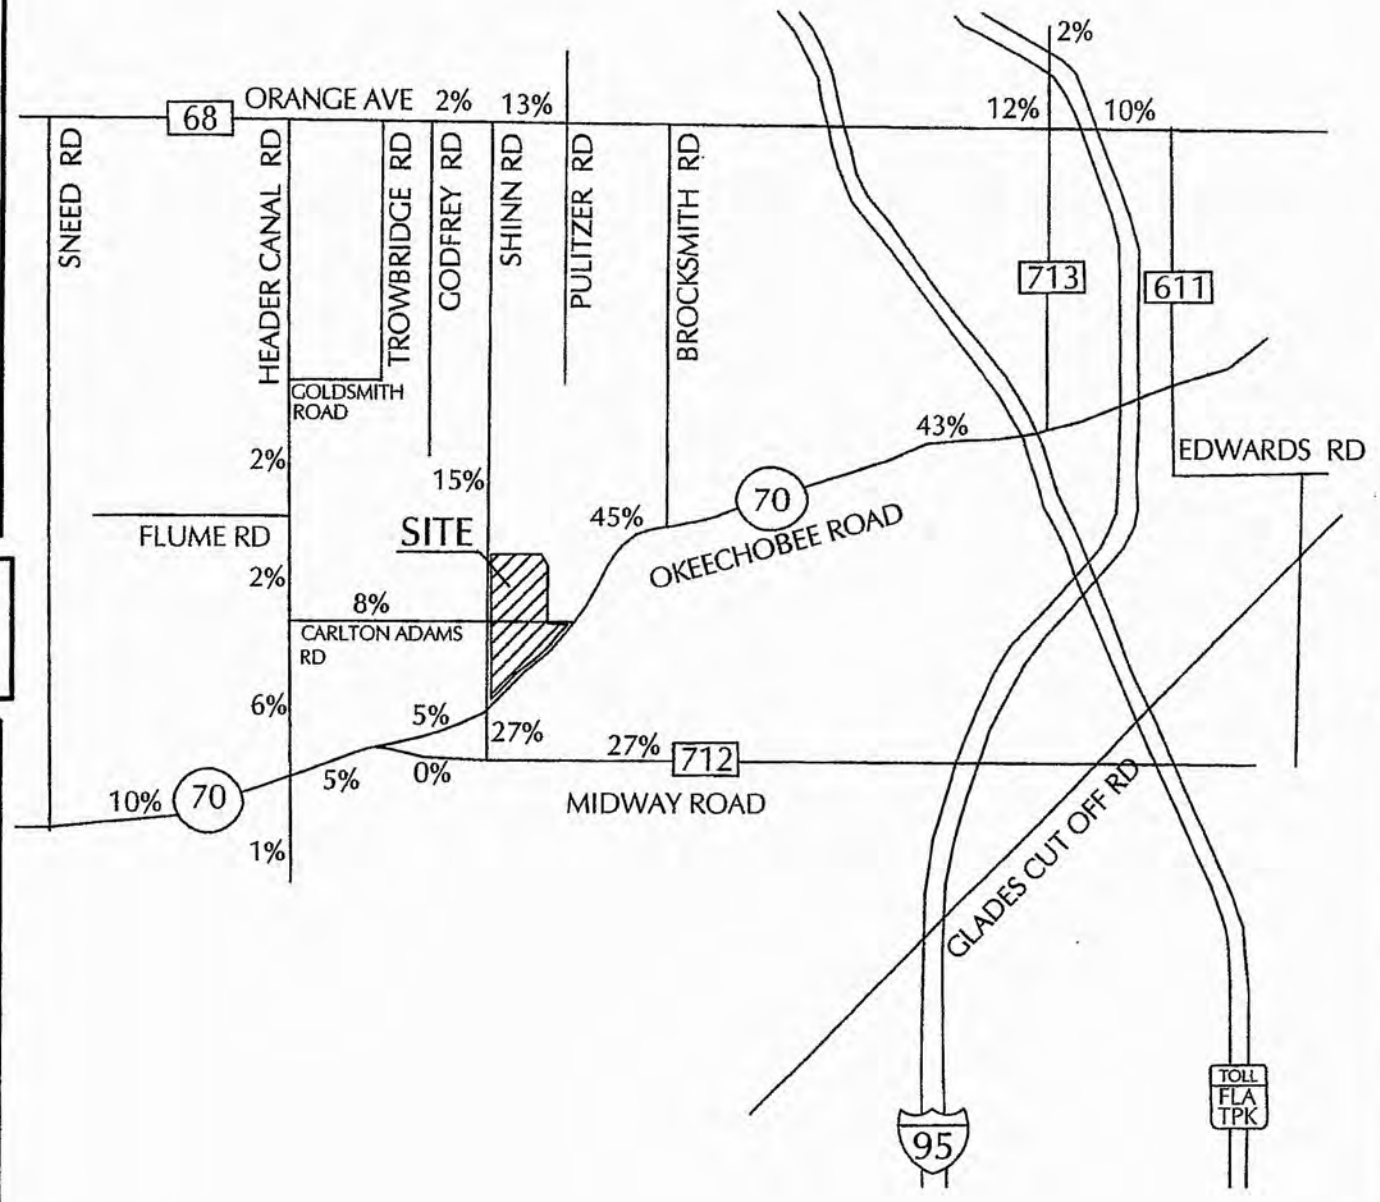 2%
ORANGE AVE 2% 13%
12% 10%
68
SNEED RD
HEADER CANAL RD
TROWBRIDGE RD
GODFREY RD
SHINN RD
PULITZER RD
BROCKSMITH RD
713
611
GOLDSMITH
ROAD
43%
EDWARDS RD
2%
15%
70
45%
OKEECHOBEE ROAD
FLUME RD
SITE
2%
8%
CARLTON ADAMS
RD
6%
5%
27%
27%
712
5%
0%
10%
70
MIDWAY ROAD
1%
GLADES CUT OFF RD
TOLL
FLA
TPK
95